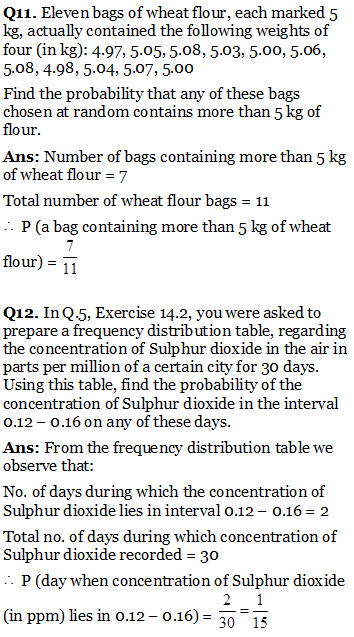 Q11. Eleven bags of wheat flour, each marked 5
kg, actually contained the following weights of
four (in kg): 4.97, 5.05, 5.08, 5.03, 5.00, 5.06,
5.08, 4.98, 5.04, 5.07, 5.00
Find the probability that any of these bags
chosen at random contains more than 5 kg of
flour.
Ans: Number of bags containing more than 5 kg
of wheat flour = 7
Total number of wheat flour bags = 11
∴ P (a bag containing more than 5 kg of wheat
flour) = 7/11
Q12. In Q.5, Exercise 14.2, you were asked to
prepare a frequency distribution table, regarding
the concentration of Sulphur dioxide in the air in
parts per million of a certain city for 30 days.
Using this table, find the probability of the
concentration of Sulphur dioxide in the interval
0.12 – 0.16 on any of these days.
Ans: From the frequency distribution table we
observe that:
No. of days during which the concentration of
Sulphur dioxide lies in interval 0.12 – 0.16 = 2
Total no. of days during which concentration of
Sulphur dioxide recorded = 30
∴ P (day when concentration of Sulphur dioxide
(in ppm) lies in 0.12 – 0.16) = 2/30 = 1/15